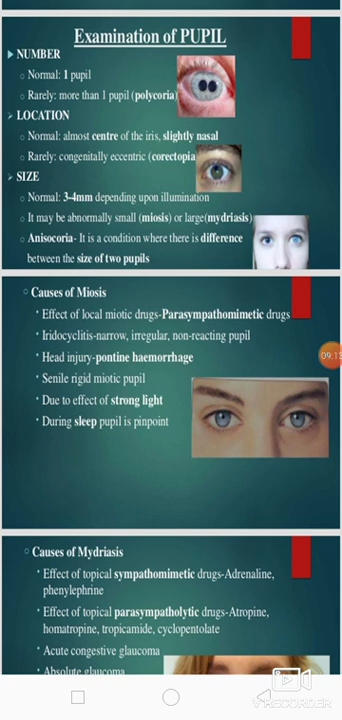 Examination of PUPIL
NUMBER
Normal: 1 pupil
Rarely: more than 1 pupil (polycoria)
LOCATION
Normal: almost centre of the iris, slightly nasal
Rarely: congenitally eccentric (corectopia
SIZE
Normal: 3-4mm depending upon illumination
It may be abnormally small (miosis) or large(mydriasis)
Anisocoria- It is a condition where there is difference
between the size of two pupils
Causes of Miosis
Effect of local miotic drugs-Parasympathomimetic drugs
Iridocyclitis-narrow, irregular, non-reacting pupil
Head injury-pontine haemorrhage
Senile rigid miotic pupil
Due to effect of strong light
During sleep pupil is pinpoint
09:13
Causes of Mydriasis
Effect of topical sympathomimetic drugs-Adrenaline,
phenylephrine
Effect of topical parasympatholytic drugs-Atropine,
homatropine, tropicamide, cyclopentolate
Acute congestive glaucoma
Absolute glaucoma
RECORDER